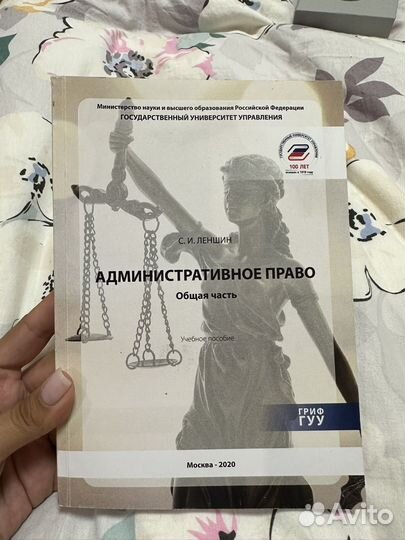 Министерство науки и высшего образования Российской Федерации
ГОСУДАРСТВЕННЫЙ УНИВЕРСИТЕТ УПРАВЛЕНИЯ
100 ЛЕТ
С. И. ЛЕНШИН
АДМИНИСТРАТИВНОЕ ПРАВО
Общая часть
Учебное пособие
ГРИФ
ГУУ
Москва - 2020
Avito